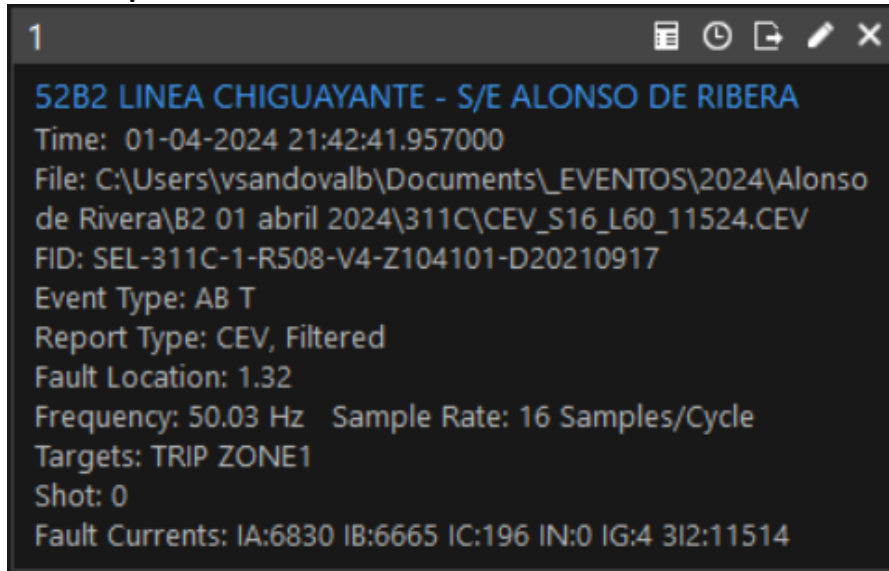 1
52B2 LINEA CHIGUAYANTE - S/E ALONSO DE RIBERA
Time: 01-04-2024 21:42:41.957000
File: C:\Users\vsandovalb\Documents\_EVENTOS\2024\Alonso
de Rivera\B2 01 abril 2024\311C\CEV_S16_L60_11524.CEV
FID: SEL-311C-1-R508-V4-Z104101-D20210917
Event Type: AB T
Report Type: CEV, Filtered
Fault Location: 1.32
Frequency: 50.03 Hz   Sample Rate: 16 Samples/Cycle
Targets: TRIP ZONE1
Shot: 0
Fault Currents: IA:6830 IB:6665 IC:196 IN:0 IG:4 3I2:11514